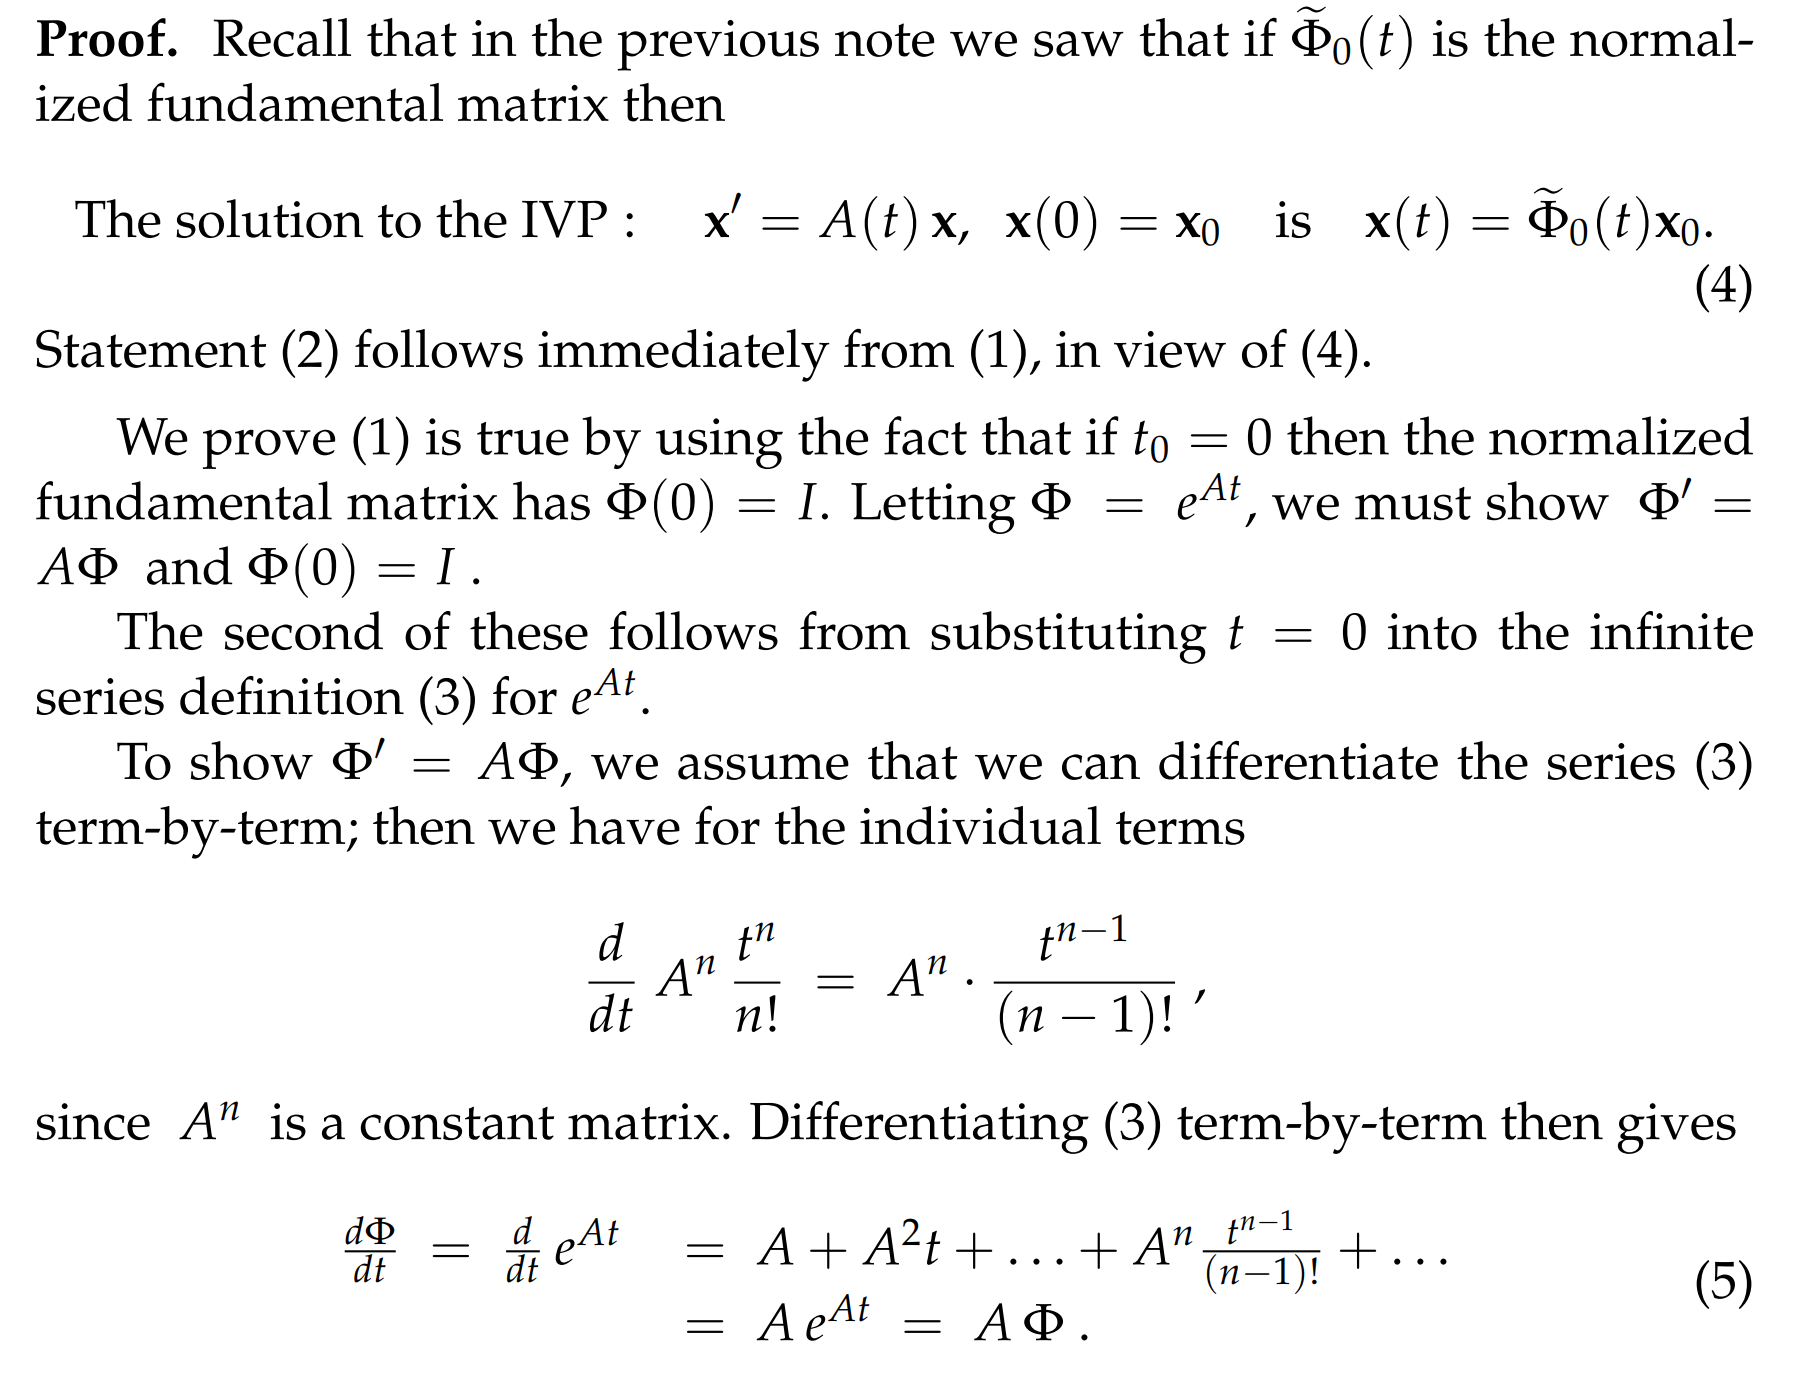 Proof. Recall that in the previous note we saw that if $\widetilde{\Phi}_0(t)$ is the normal-
ized fundamental matrix then
The solution to the IVP : $\mathbf{x}' = A(t)\,\mathbf{x},\ \mathbf{x}(0) = \mathbf{x}_0$ is $\mathbf{x}(t) = \widetilde{\Phi}_0(t)\mathbf{x}_0.$
(4)
Statement (2) follows immediately from (1), in view of (4).
We prove (1) is true by using the fact that if $t_0 = 0$ then the normalized
fundamental matrix has $\Phi(0) = I$. Letting $\Phi = e^{At}$, we must show $\Phi' =$
$A\Phi$ and $\Phi(0) = I$ .
The second of these follows from substituting $t = 0$ into the infinite
series definition (3) for $e^{At}$.
To show $\Phi' = A\Phi$, we assume that we can differentiate the series (3)
term-by-term; then we have for the individual terms
$\frac{d}{dt} A^n \frac{t^n}{n!} = A^n \cdot \frac{t^{n-1}}{(n-1)!}$ ,
since $A^n$ is a constant matrix. Differentiating (3) term-by-term then gives
$\frac{d\Phi}{dt} = \frac{d}{dt} e^{At} = A + A^2t + \ldots + A^n \frac{t^{n-1}}{(n-1)!} + \ldots$
$= A\,e^{At} = A\,\Phi$ . (5)